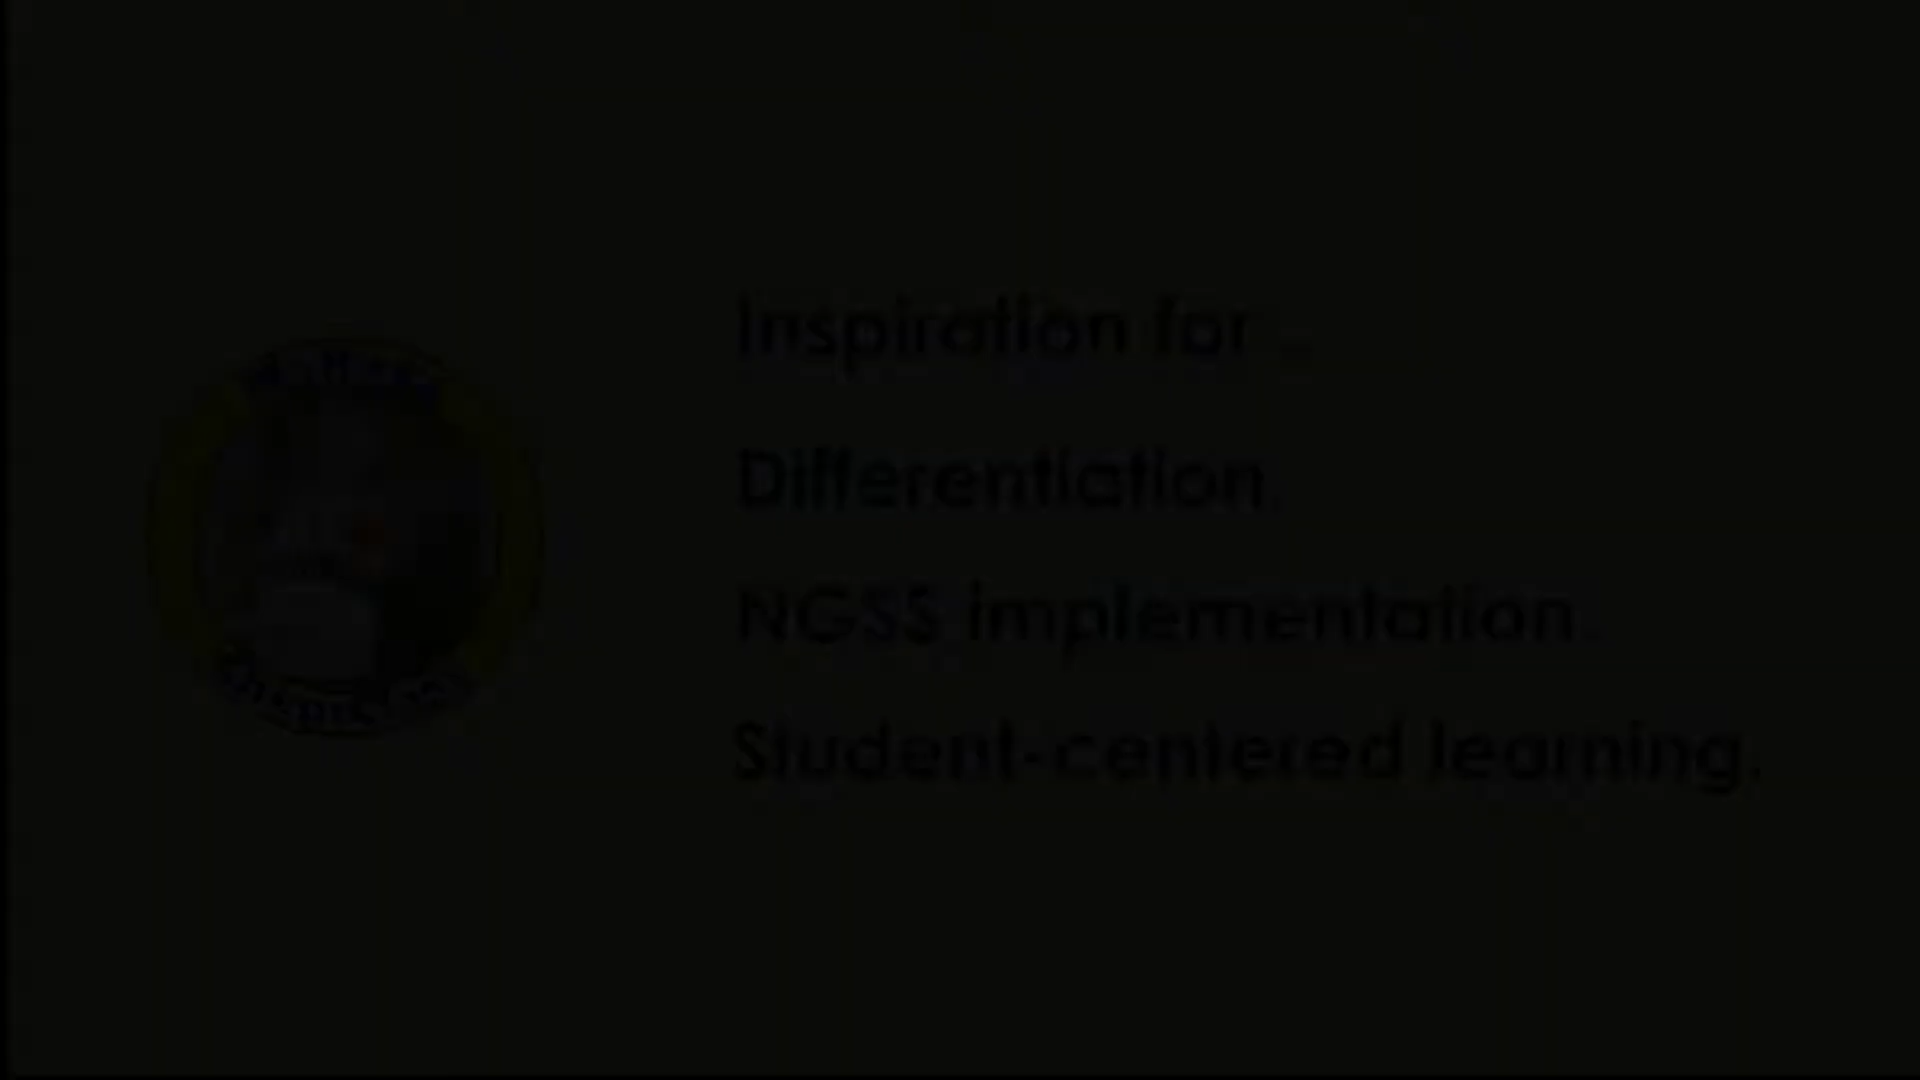 Inspiration for
Differentiation.
NGSS implementation.
Student-centered learning.